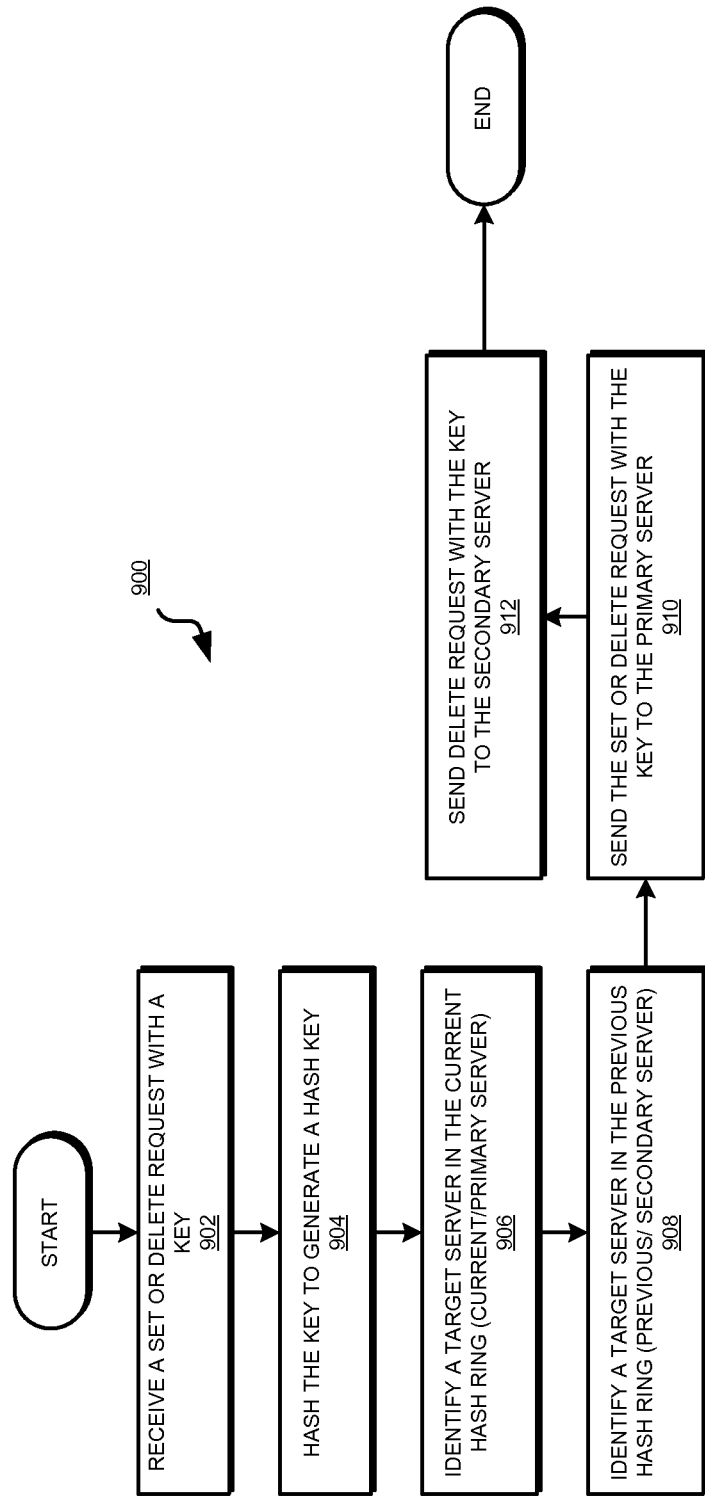 START
RECEIVE A SET OR DELETE REQUEST WITH A
KEY
902
HASH THE KEY TO GENERATE A HASH KEY
904
IDENTIFY A TARGET SERVER IN THE CURRENT
HASH RING (CURRENT/PRIMARY SERVER)
906
IDENTIFY A TARGET SERVER IN THE PREVIOUS
HASH RING (PREVIOUS/ SECONDARY SERVER)
908
SEND THE SET OR DELETE REQUEST WITH THE
KEY TO THE PRIMARY SERVER
910
SEND DELETE REQUEST WITH THE KEY
TO THE SECONDARY SERVER
912
END
900